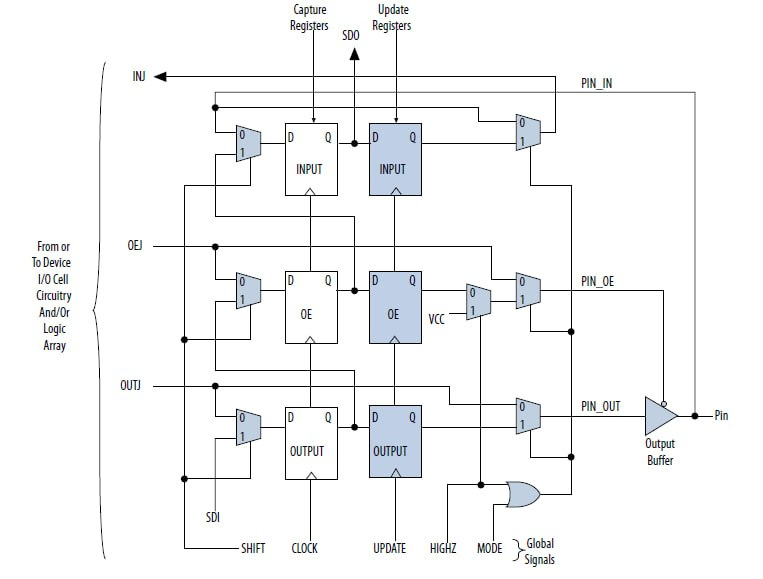 Capture
Registers
Update
Registers
SDO
INJ
PIN_IN
0
1
D Q
INPUT
D Q
INPUT
0
1
From or
To Device
I/O Cell
Circuitry
And/Or
Logic
Array
OEJ
0
1
D Q
OE
D Q
OE
0
1
VCC
0
1
PIN_OE
OUTJ
0
1
D Q
OUTPUT
D Q
OUTPUT
0
1
PIN_OUT
Pin
Output
Buffer
SDI
SHIFT
CLOCK
UPDATE
HIGHZ
MODE
Global
Signals